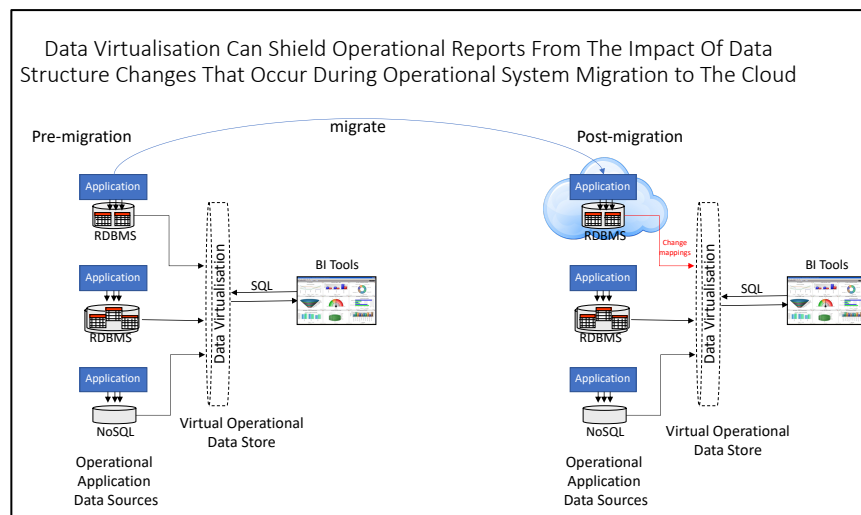 Data Virtualisation Can Shield Operational Reports From The Impact Of Data
Structure Changes That Occur During Operational System Migration to The Cloud
Pre-migration
migrate
Post-migration
Application
RDBMS
Application
RDBMS
Application
NoSQL
Data Virtualisation
SQL
BI Tools
Virtual Operational
Data Store
Operational
Application
Data Sources
Application
RDBMS
Change
mappings
Application
RDBMS
Application
NoSQL
Data Virtualisation
SQL
BI Tools
Virtual Operational
Data Store
Operational
Application
Data Sources